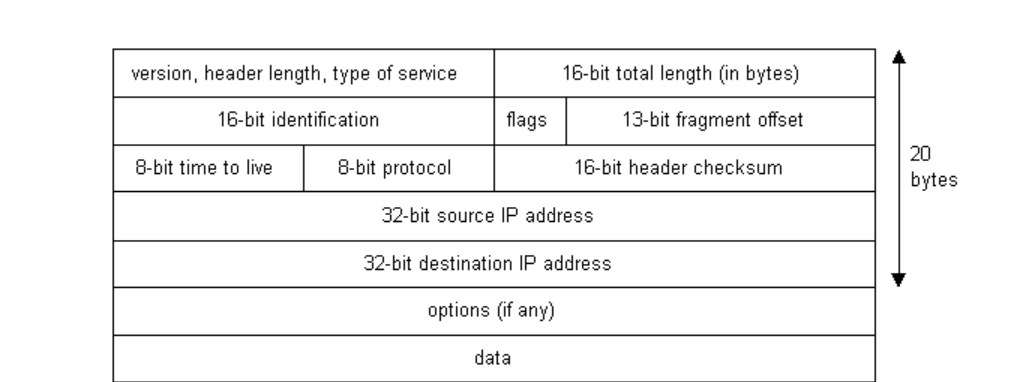 version, header length, type of service
16-bit total length (in bytes)
16-bit identification
flags
13-bit fragment offset
8-bit time to live
8-bit protocol
16-bit header checksum
20
bytes
32-bit source IP address
32-bit destination IP address
options (if any)
data